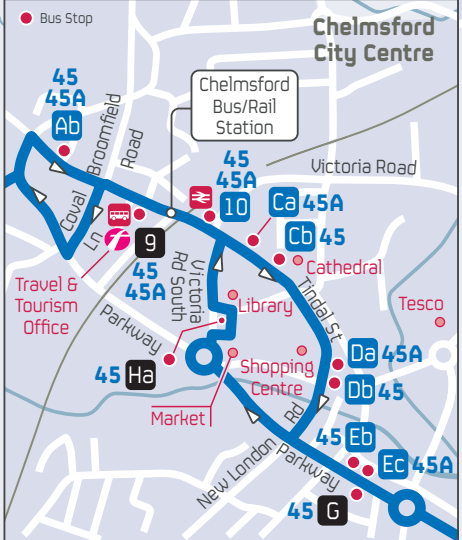 Bus Stop
Chelmsford
City Centre
Chelmsford
Bus/Rail
Station
45
45A
Ab
Broomfield
Road
Victoria Road
45
45A
10
Ca 45A
Cb 45
Cathedral
Coval
Ln
f
9
45
45A
Travel &
Tourism
Office
Victoria
Rd South
Tindal St
Library
Tesco
Parkway
45 Ha
Shopping
Centre
Market
Da 45A
Db 45
New London
Rd
Parkway
45 Eb
Ec 45A
45 G